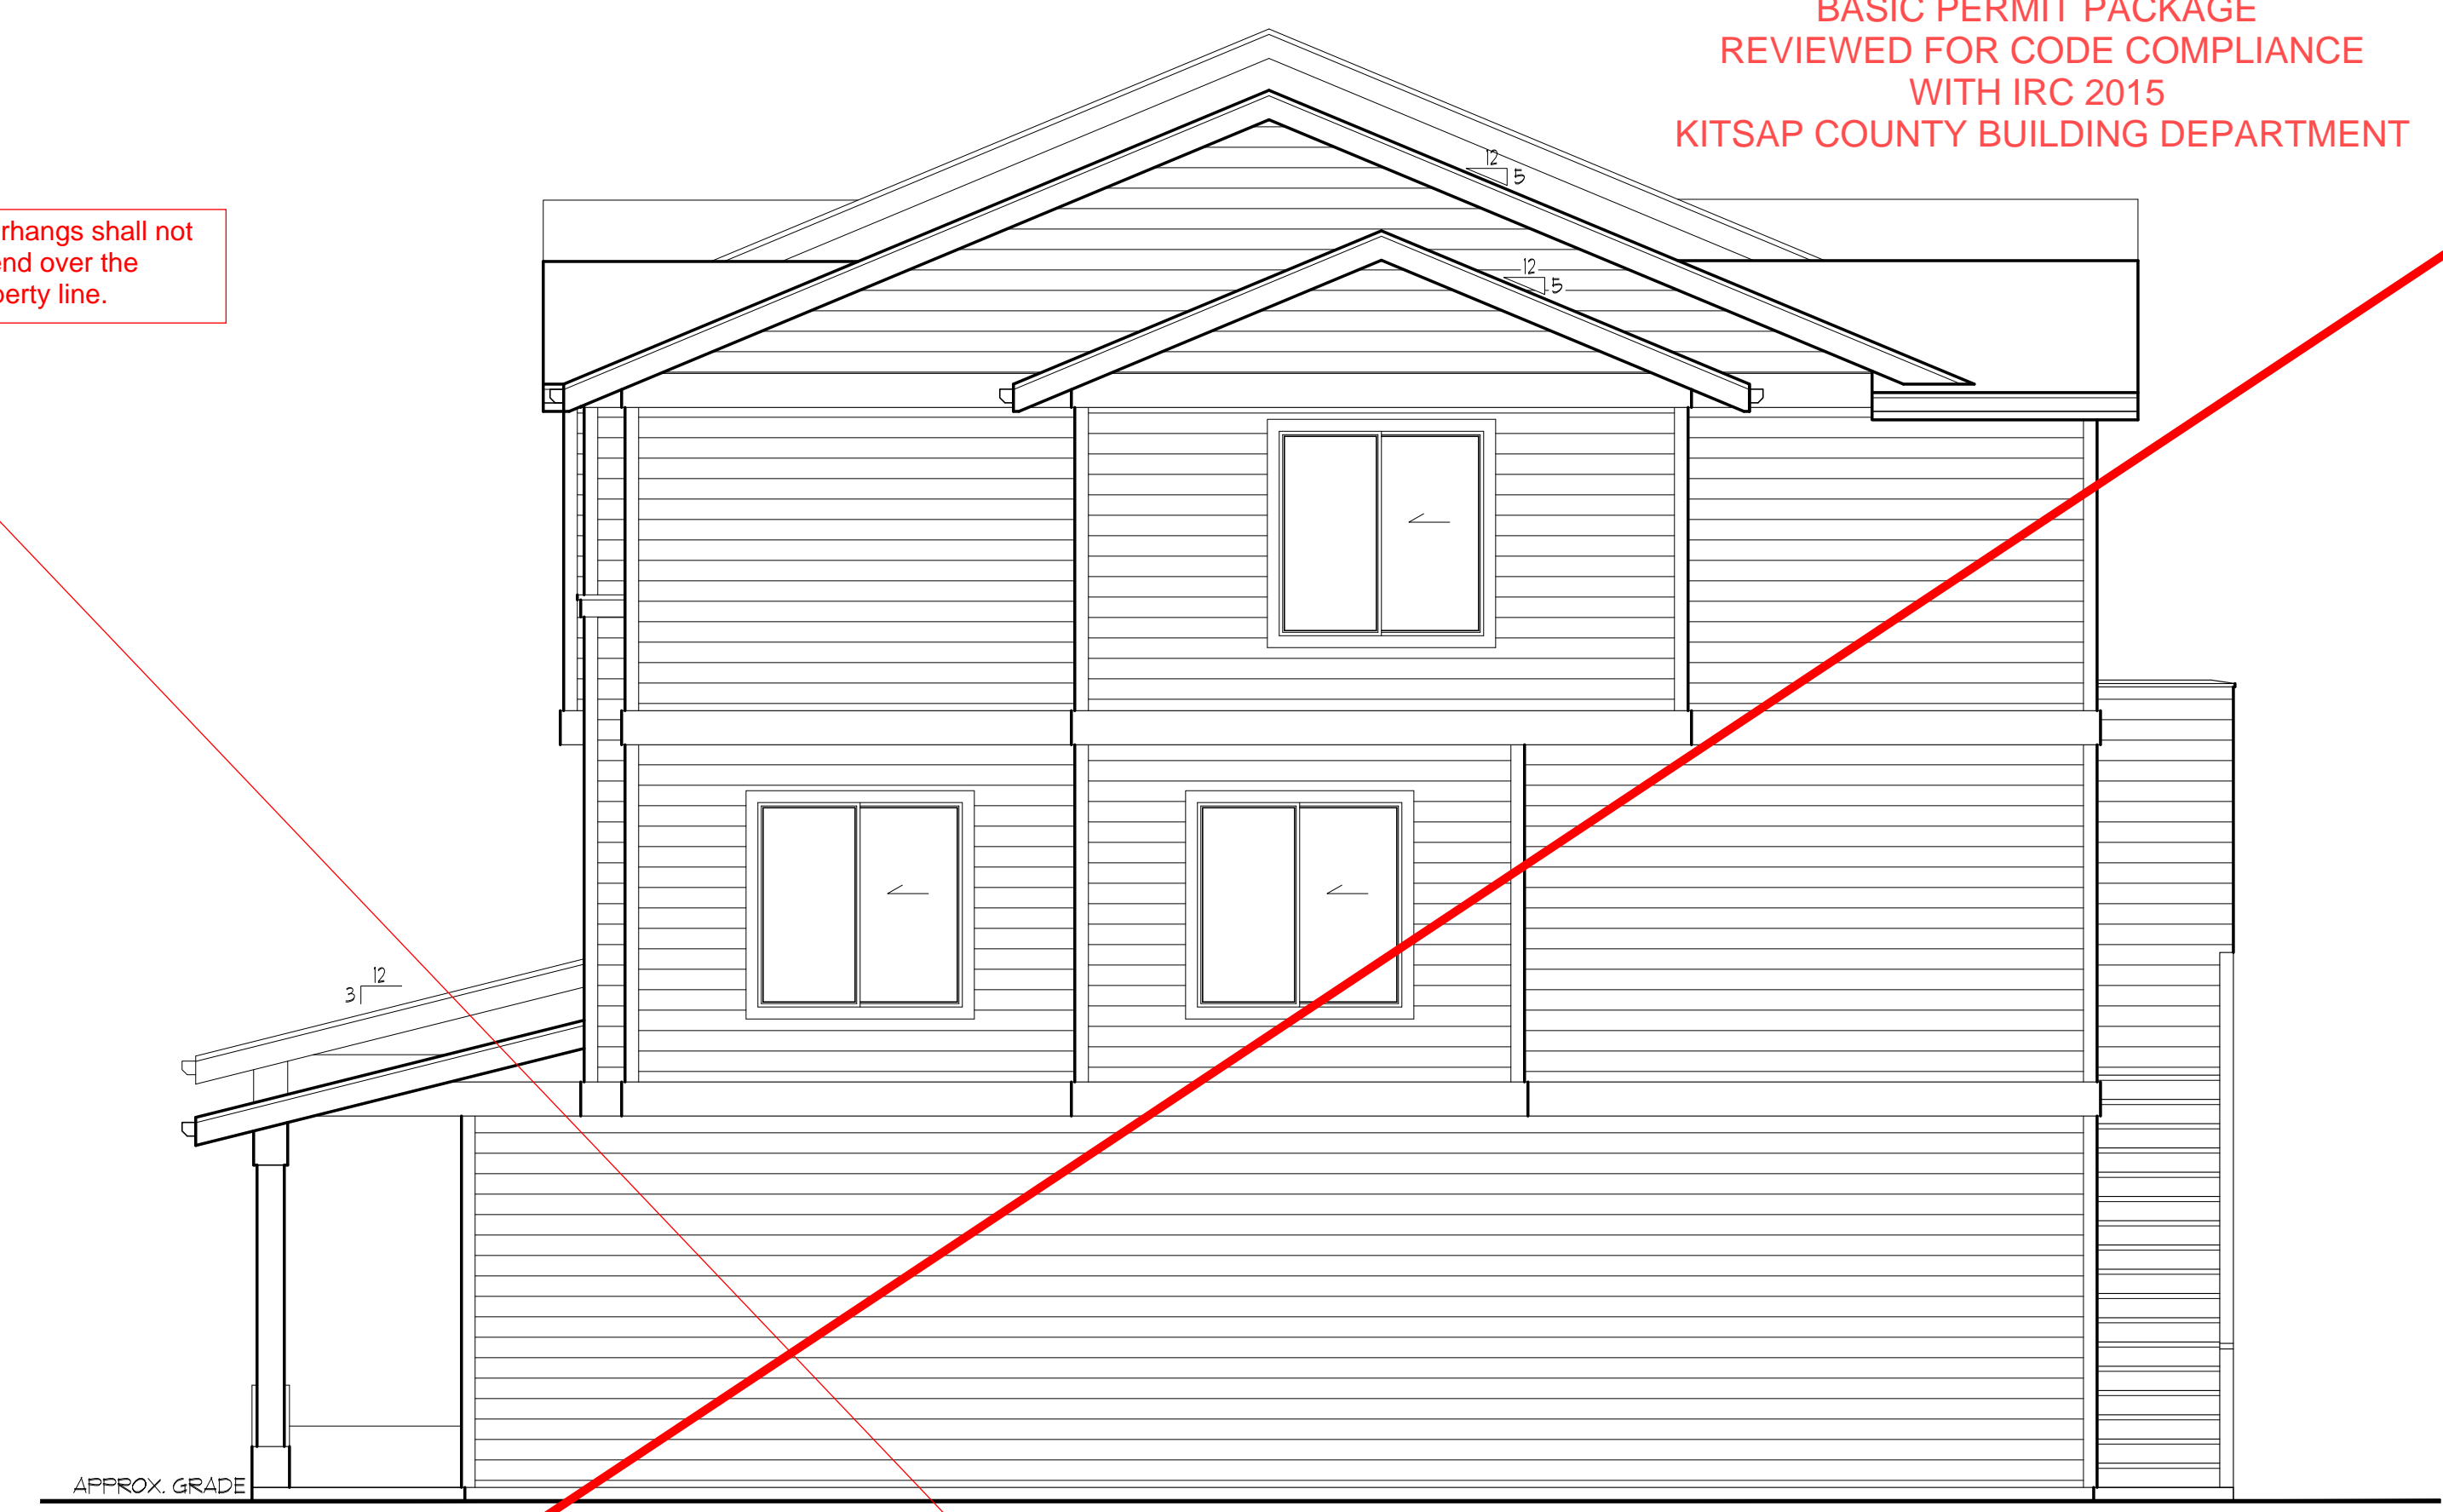 BASIC PERMIT PACKAGE
REVIEWED FOR CODE COMPLIANCE
WITH IRC 2015
KITSAP COUNTY BUILDING DEPARTMENT
12
5
rhangs shall not
end over the
perty line.
12
5
12
3
APPROX. GRADE